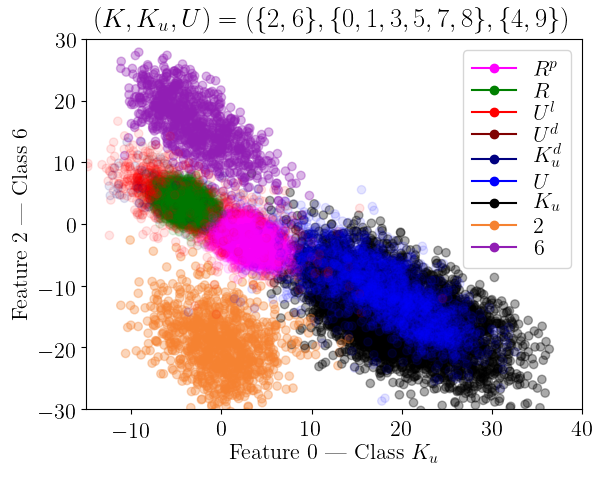 (K, K_u, U) = ({2, 6}, {0, 1, 3, 5, 7, 8}, {4, 9})
30
20
10
0
−10
−20
−30
Feature 2 — Class 6
R^p
R
U^l
U^d
K_u^d
U
K_u
2
6
−10
0
10
20
30
40
Feature 0 — Class K_u